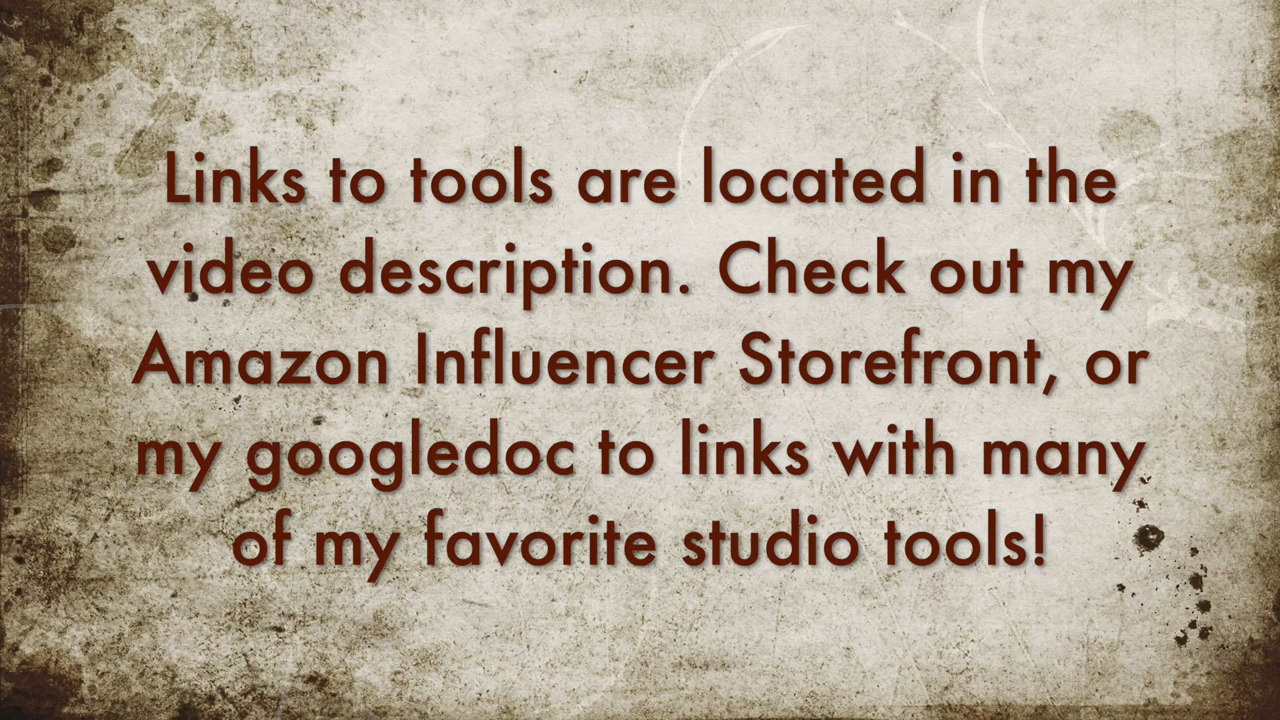 Links to tools are located in the
video description. Check out my
Amazon Influencer Storefront, or
my googledoc to links with many
of my favorite studio tools!